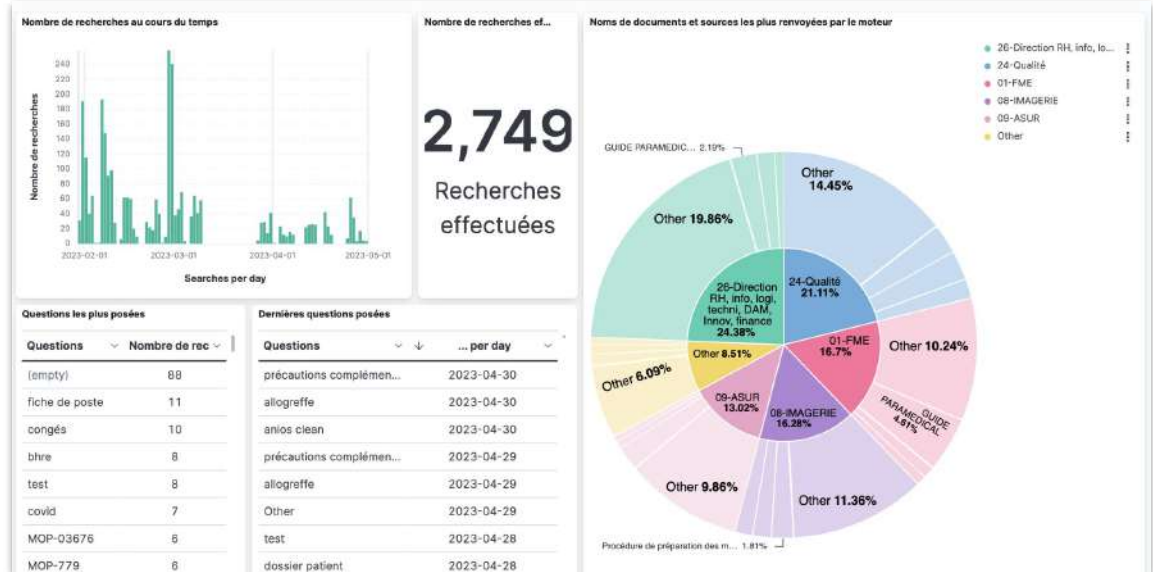 Nombre de recherches au cours du temps
Nombre de recherches
240
220
200
180
160
140
120
100
80
60
40
20
0
2023-02-01 2023-03-01 2023-04-01 2023-05-01
Searches per day
Nombre de recherches ef...
2,749
Recherches
effectuées
Noms de documents et sources les plus renvoyées par le moteur
26-Direction RH, info, lo...
24-Qualité
01-FME
08-IMAGERIE
09-ASUR
Other
GUIDE PARAMEDIC... 2.19%
Other
14.45%
Other 19.86%
26-Direction
RH, info, logi,
techni, DAM,
Innov, finance
24.38%
24-Qualité
21.11%
01-FME
16.7%
Other 10.24%
Other 8.51%
Other 6.09%
09-ASUR
13.02%
08-IMAGERIE
16.28%
GUIDE
PARAMEDICAL
4.61%
Other 9.86%
Other 11.36%
Procédure de préparation des m... 1.81%
Questions les plus posées
Questions Nombre de rec
(empty) 88
fiche de poste 11
congés 10
bhre 8
test 8
covid 7
MOP-03676 6
MOP-779 6
Dernières questions posées
Questions ... per day
précautions complémen... 2023-04-30
allogreffe 2023-04-30
anios clean 2023-04-30
précautions complémen... 2023-04-29
allogreffe 2023-04-29
Other 2023-04-29
test 2023-04-28
dossier patient 2023-04-28